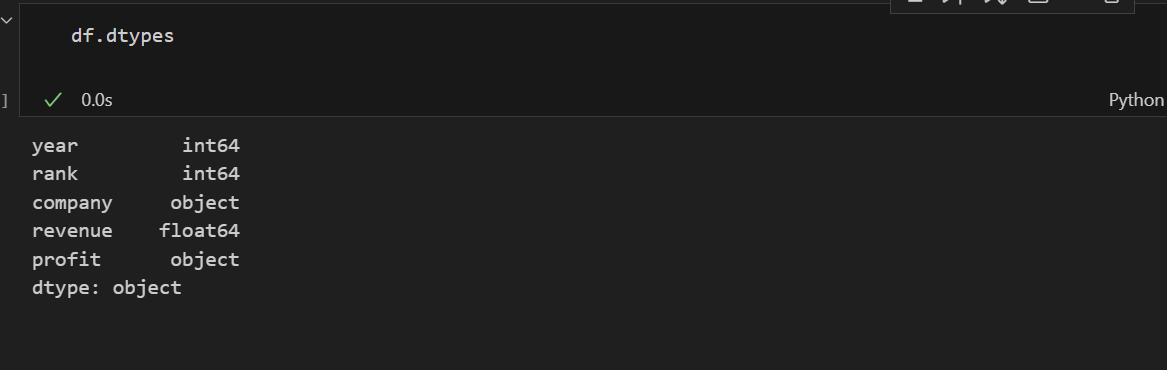 df.dtypes
]
0.0s
Python
year int64
rank int64
company object
revenue float64
profit object
dtype: object